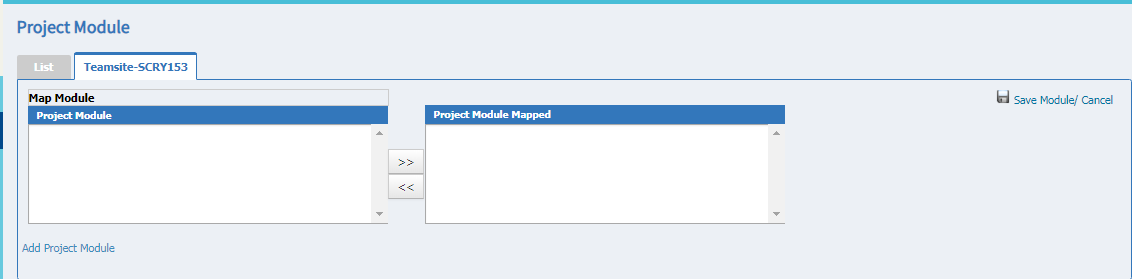 Project Module
List
Teamsite-SCRY153
Map Module
Save Module/ Cancel
Project Module
Project Module Mapped
>>
<<
Add Project Module